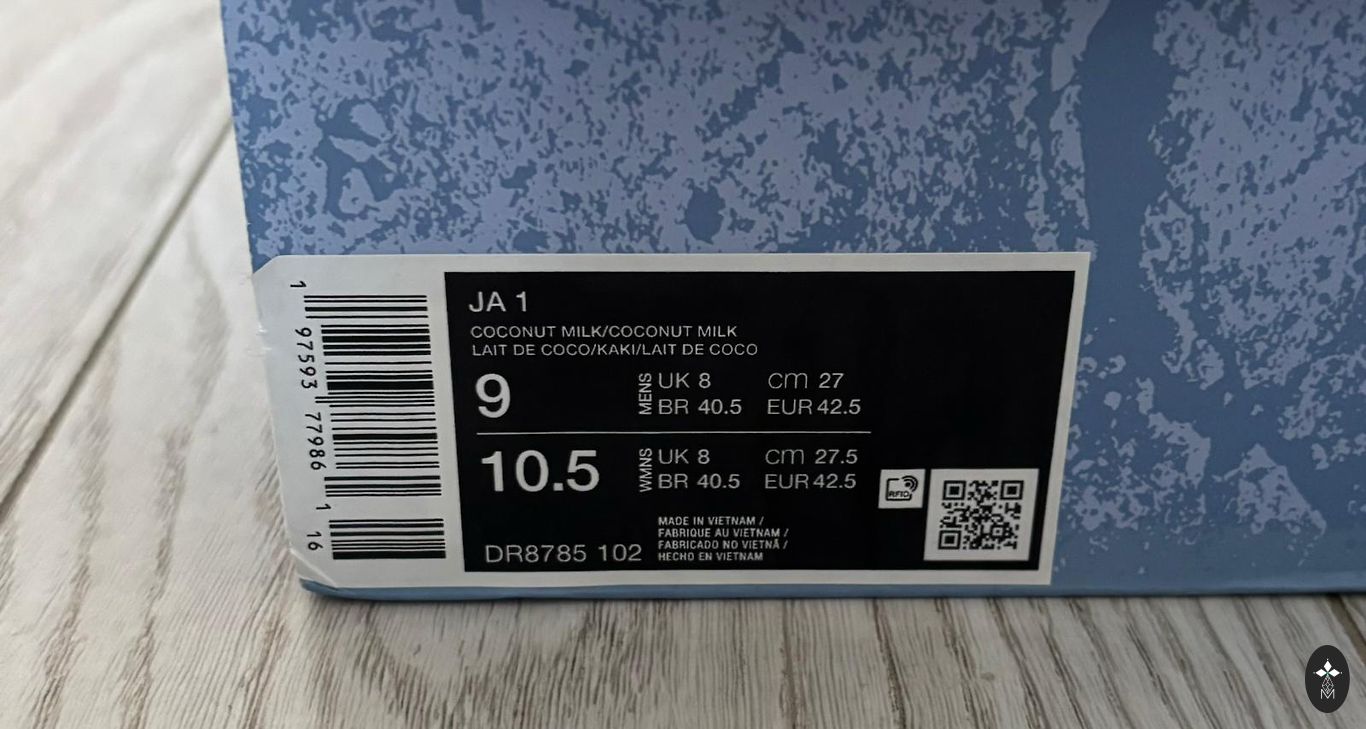 JA 1
COCONUT MILK/COCONUT MILK
LAIT DE COCO/KAKI/LAIT DE COCO
9
MENS
UK 8 cm 27
BR 40.5 EUR 42.5
10.5
WMNS
UK 8 cm 27.5
BR 40.5 EUR 42.5
RFID
DR8785 102
MADE IN VIETNAM /
FABRIQUE AU VIETNAM /
FABRICADO NO VIETNÃ /
HECHO EN VIETNAM
1 97593 77986 1 16
M